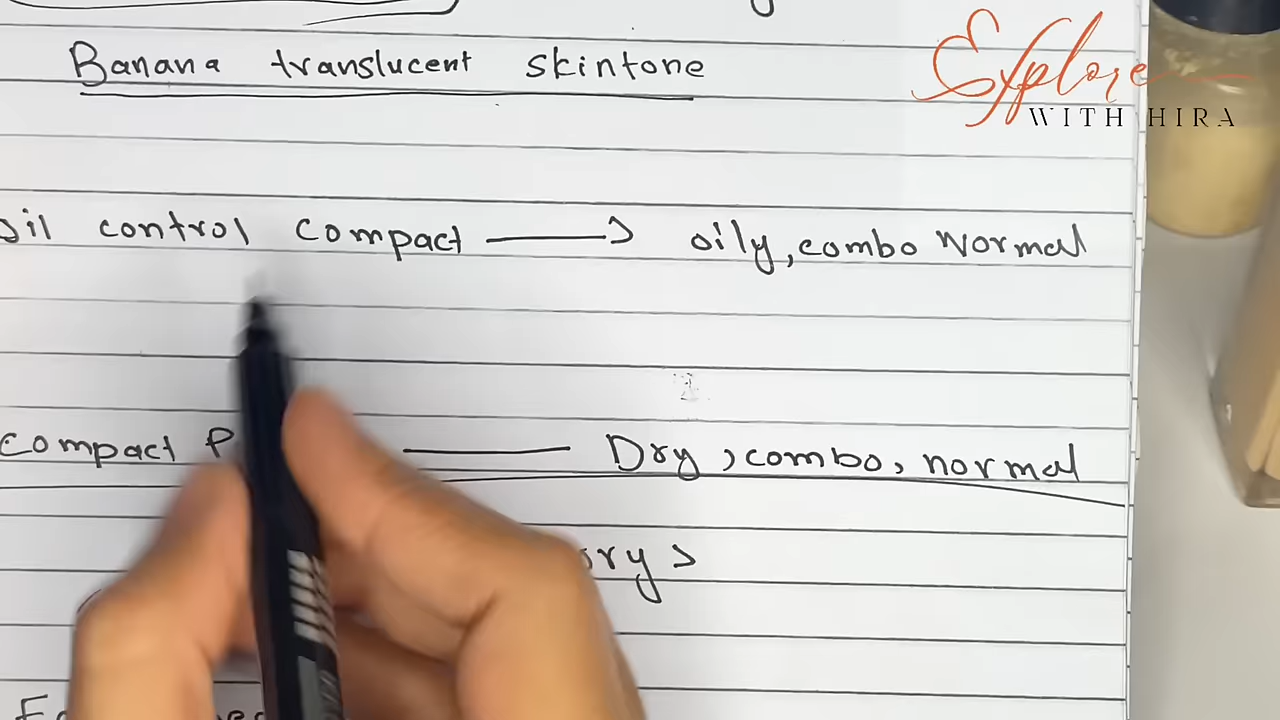 Banana translucent skintone
Explore
WITH HIRA
oil control compact → oily, combo Normal
compact P
Dry, combo, normal